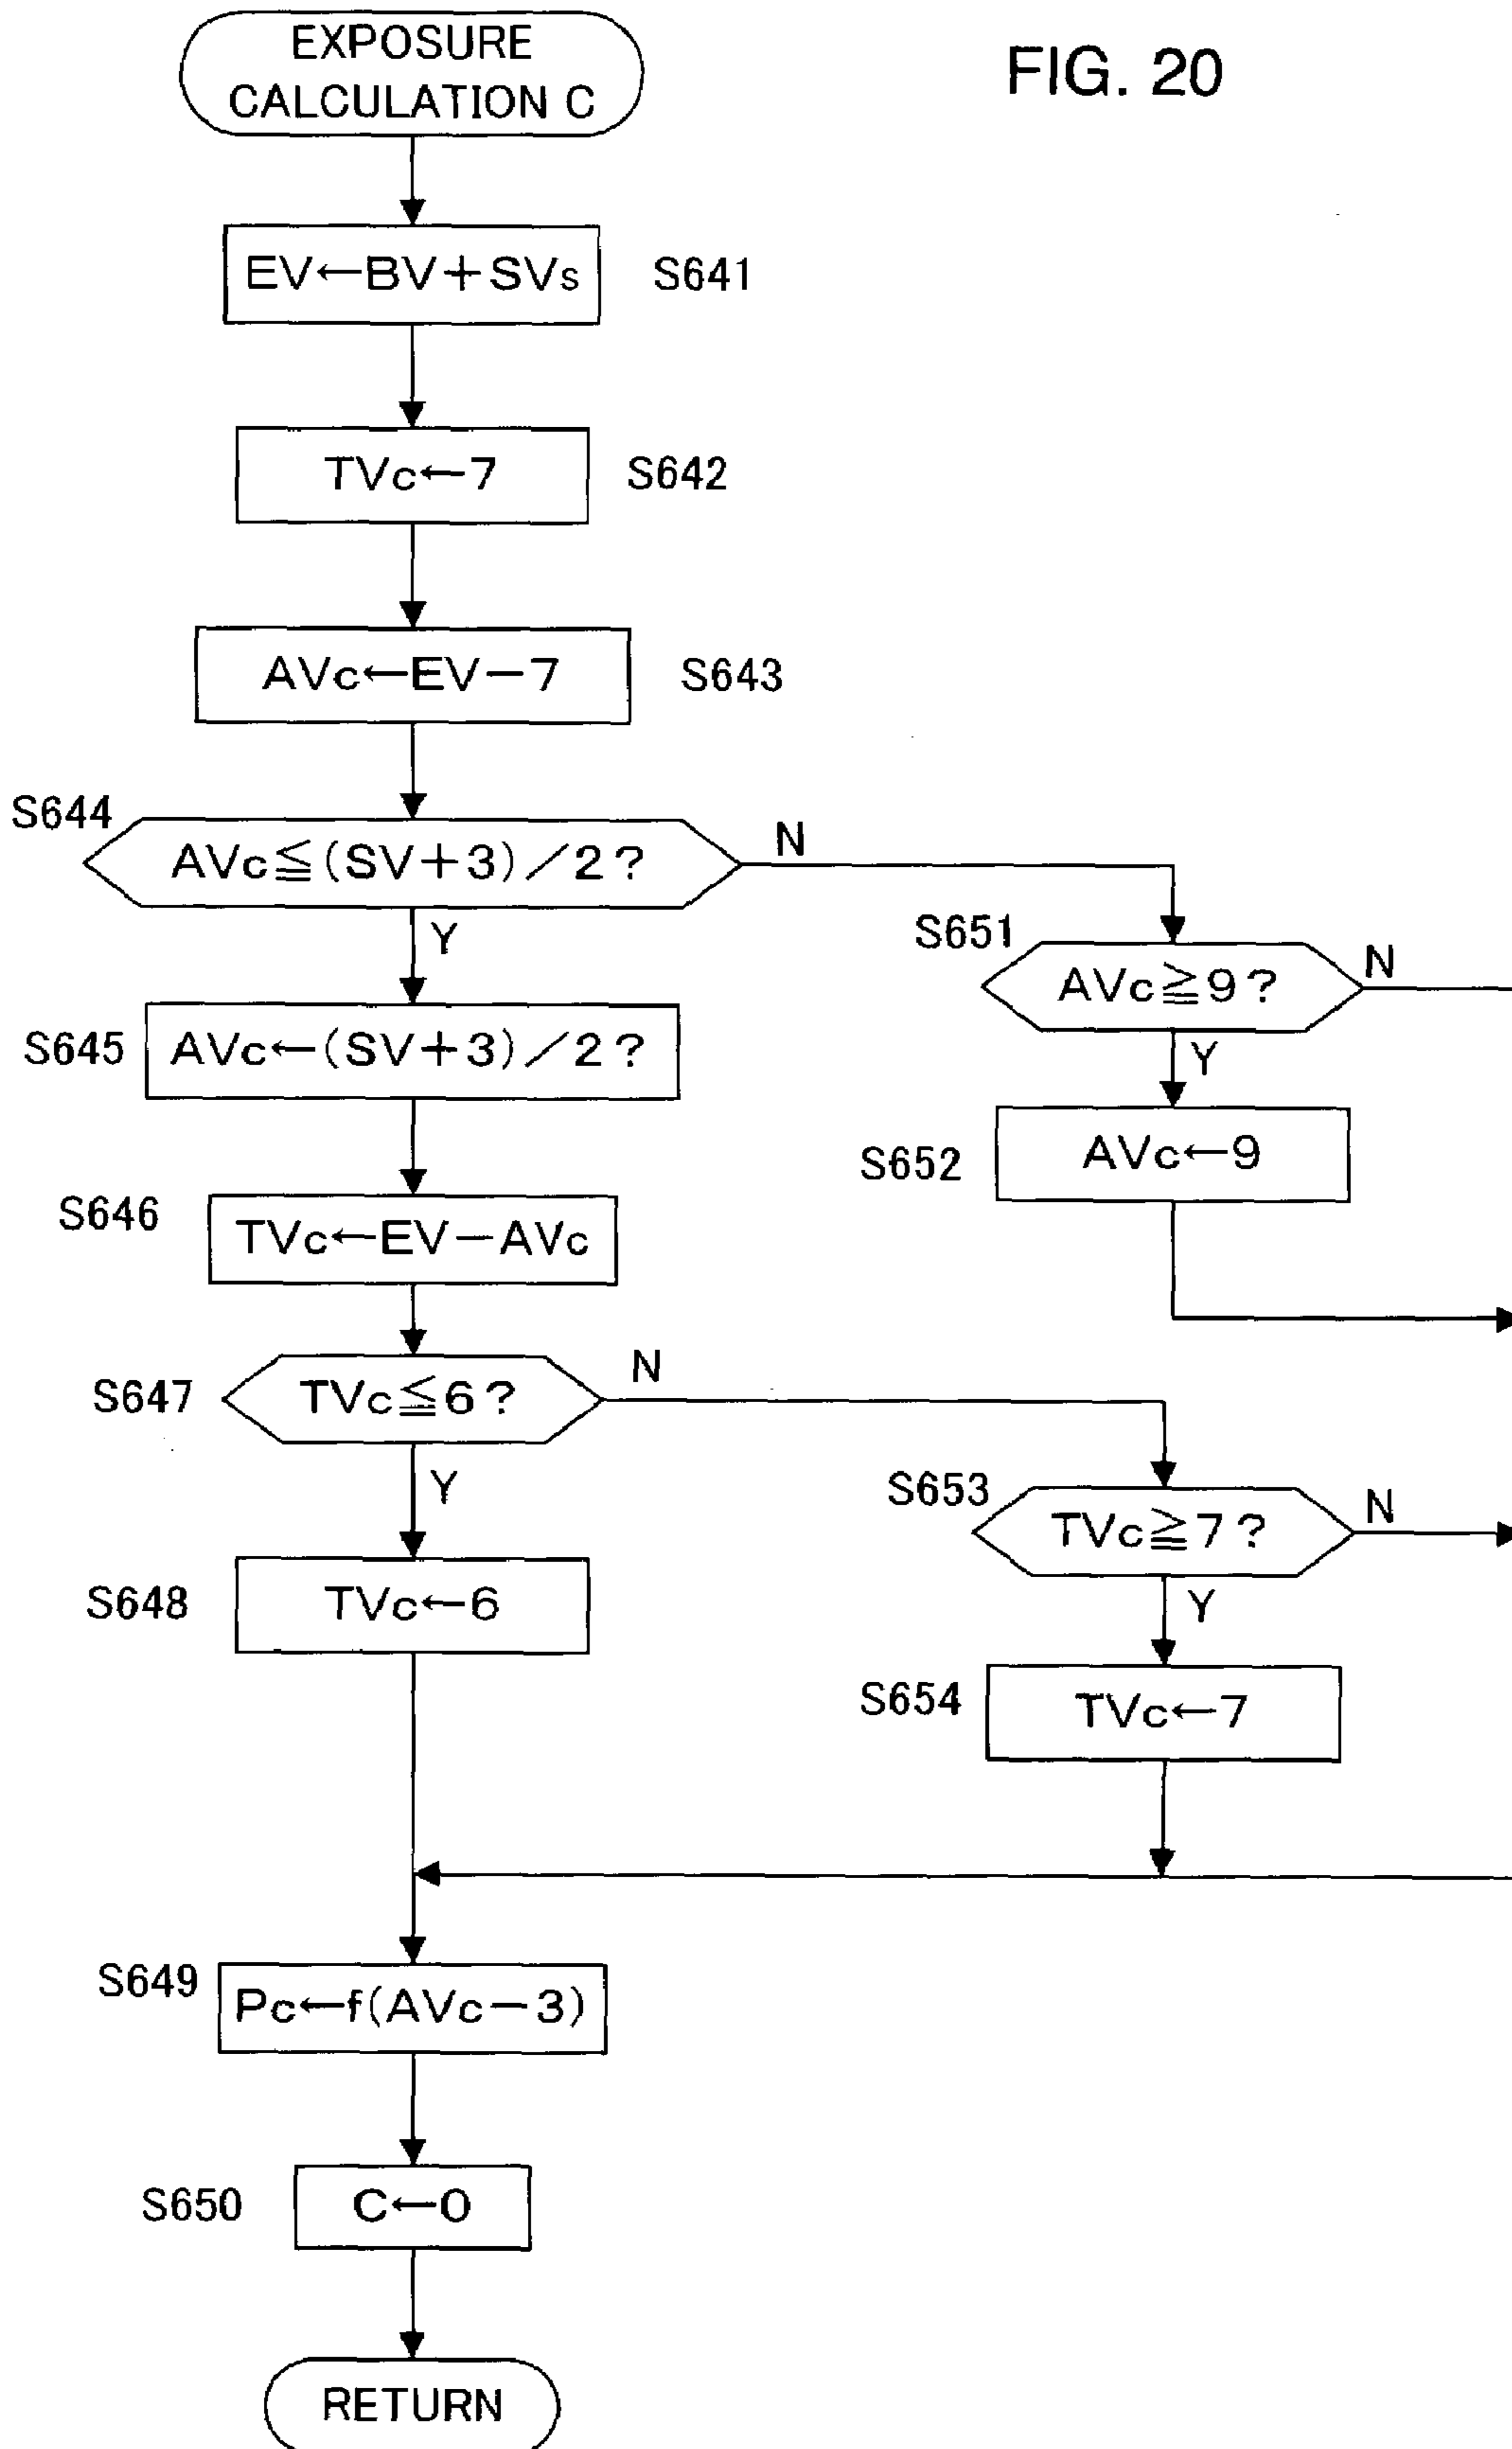 EXPOSURE
CALCULATION C
FIG. 20
EV←BV+SVs
S641
TVc←7
S642
AVc←EV−7
S643
S644
AVc≦(SV+3)/2?
N
Y
S651
AVc≧9?
N
Y
S645
AVc←(SV+3)/2?
S652
AVc←9
S646
TVc←EV−AVc
S647
TVc≦6?
N
Y
S653
TVc≧7?
N
Y
S648
TVc←6
S654
TVc←7
S649
Pc←f(AVc−3)
S650
C←0
RETURN